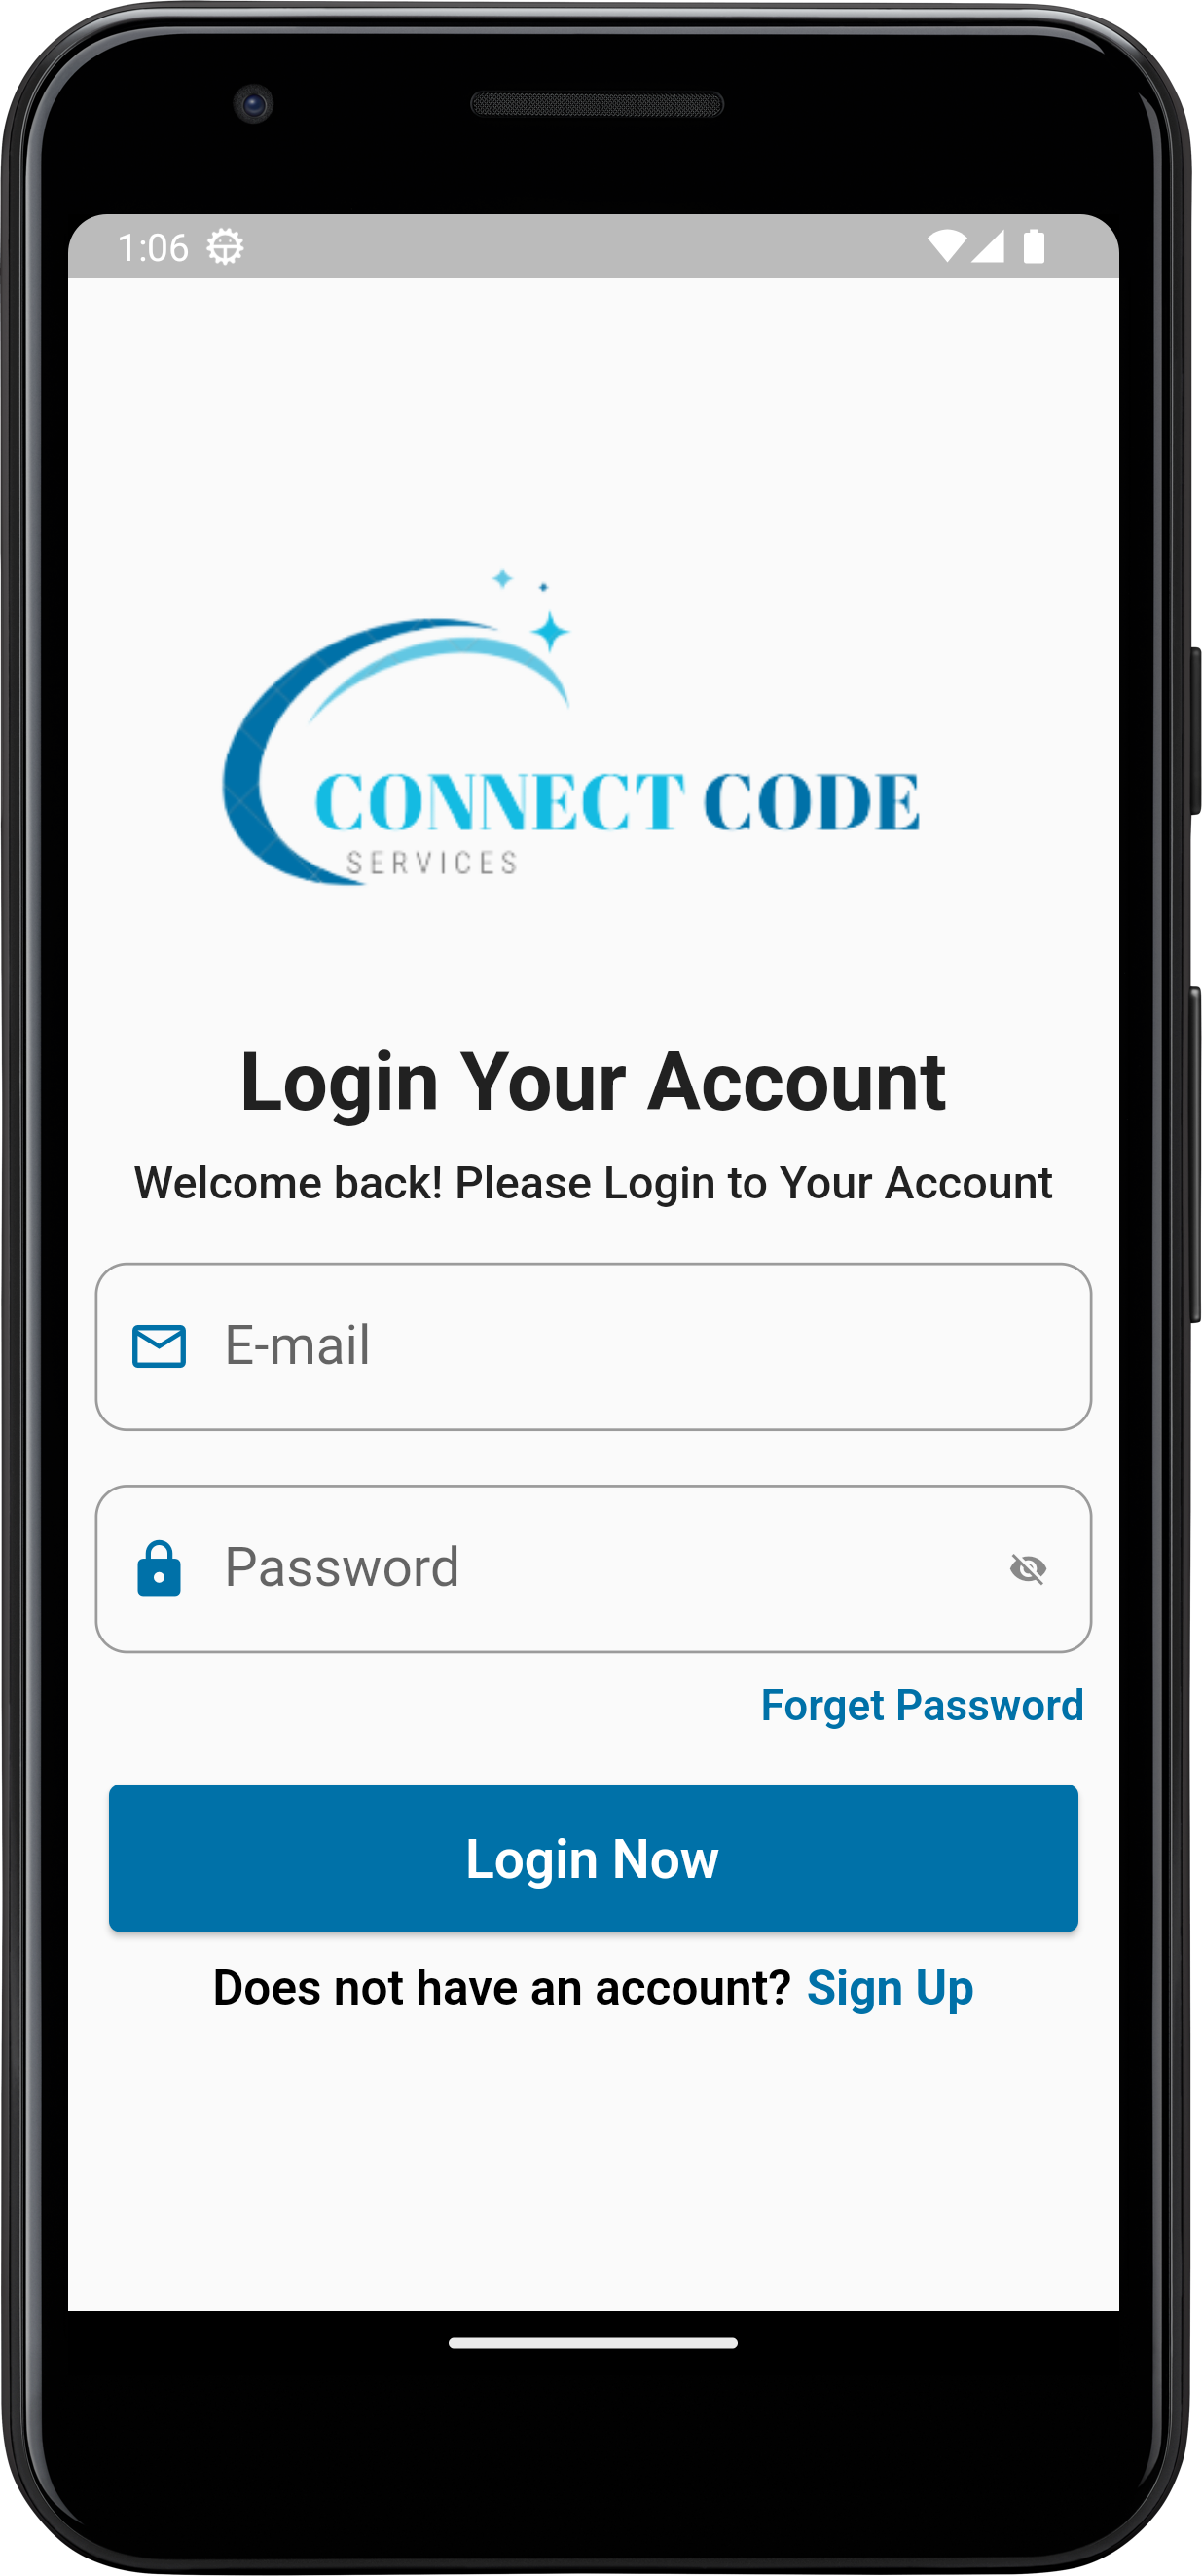 1:06
CONNECT CODE
SERVICES
Login Your Account
Welcome back! Please Login to Your Account
E-mail
Password
Forget Password
Login Now
Does not have an account? Sign Up